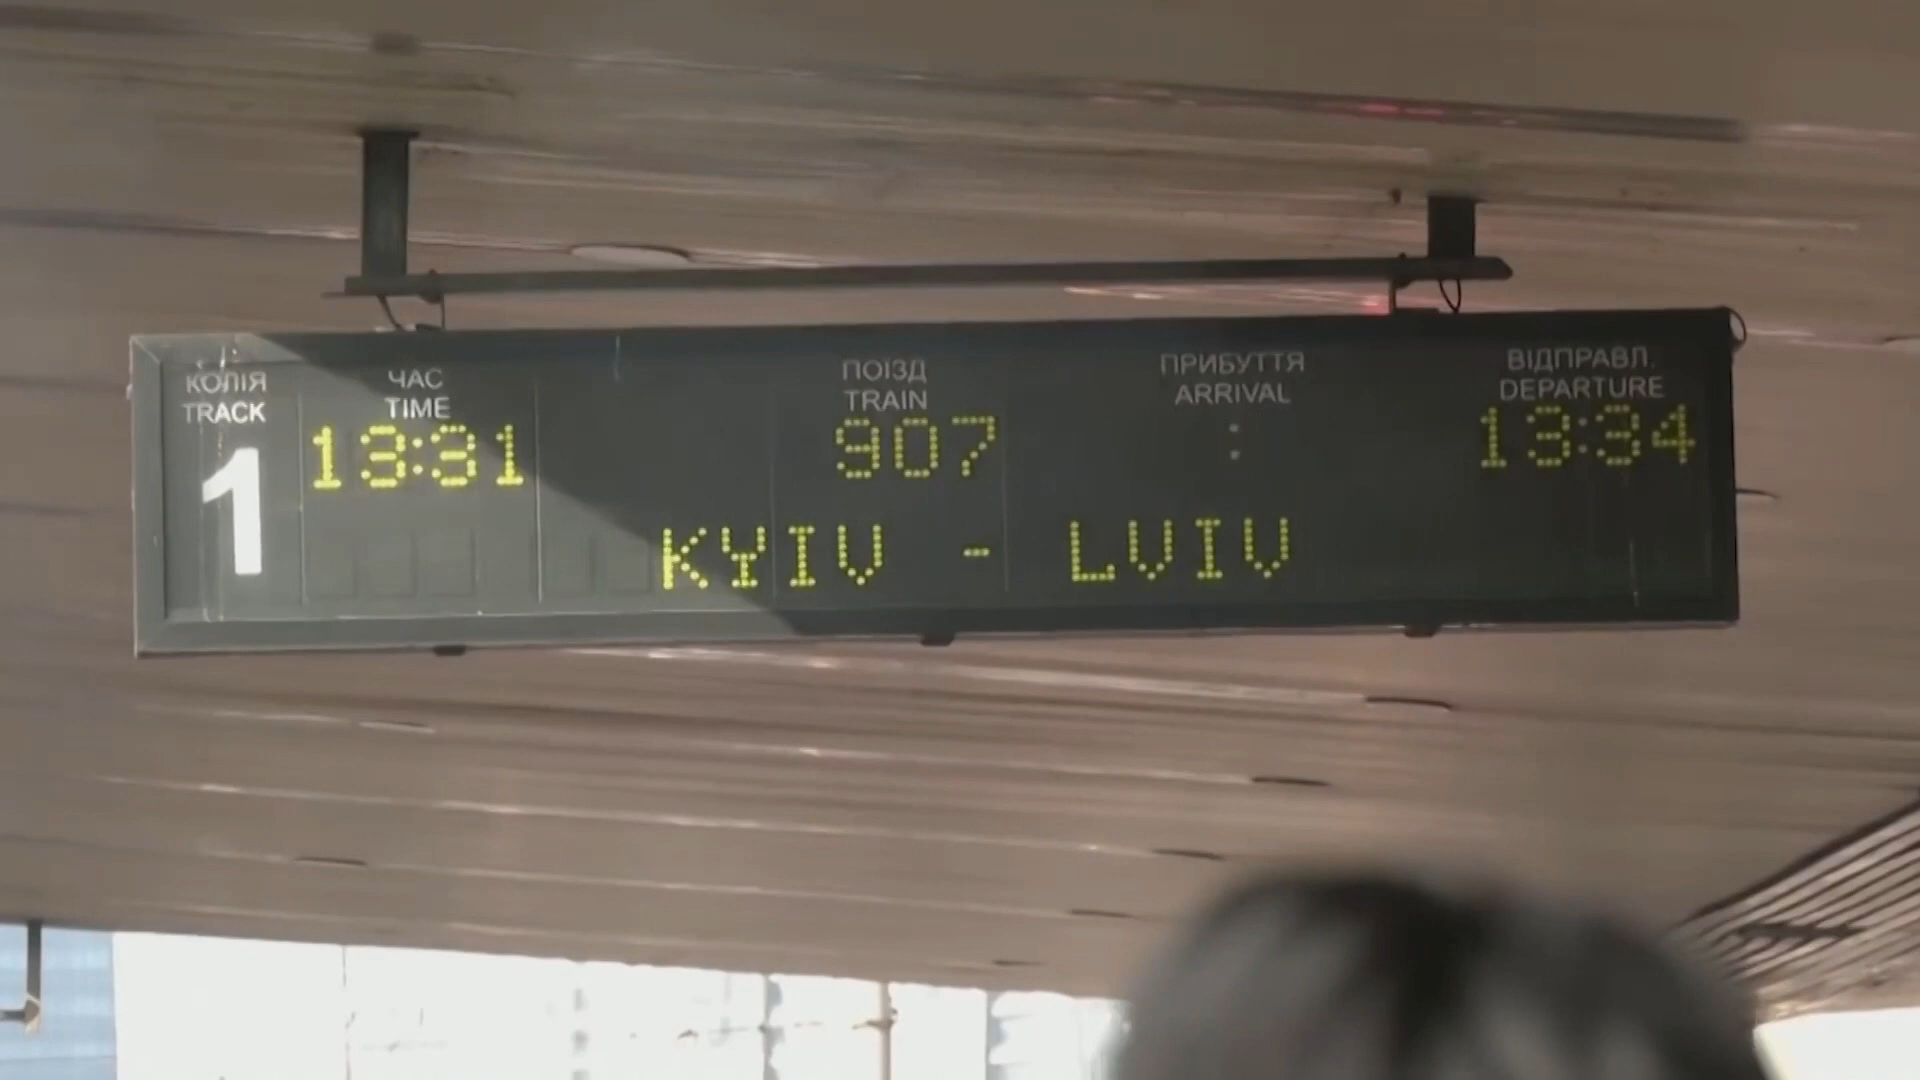 КОЛІЯ
TRACK
1
ЧАС
TIME
13:31
ПОЇЗД
TRAIN
907
ПРИБУТТЯ
ARRIVAL
:
ВІДПРАВЛ.
DEPARTURE
13:34
KYIV - LVIV